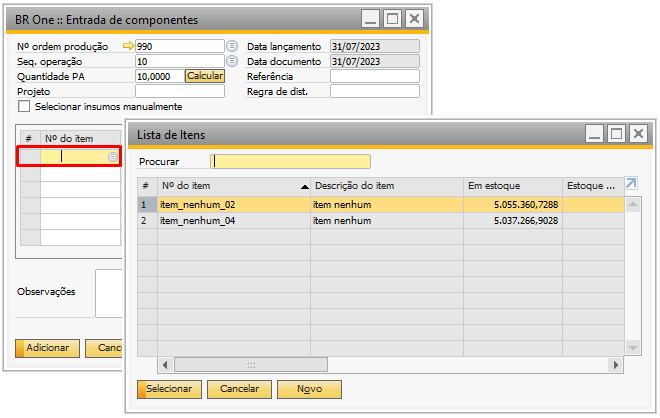 BR One :: Entrada de componentes
Nº ordem produção 990 Data lançamento 31/07/2023
Seq. operação 10 Data documento 31/07/2023
Quantidade PA 10,0000 Calcular Referência
Projeto Regra de dist.
Selecionar insumos manualmente
# Nº do item
Observações
Adicionar Cance
Lista de Itens
Procurar
# Nº do item Descrição do item Em estoque Estoque ...
1 item_nenhum_02 item nenhum 5.055.360,7288
2 item_nenhum_04 item nenhum 5.037.266,9028
Selecionar Cancelar Novo